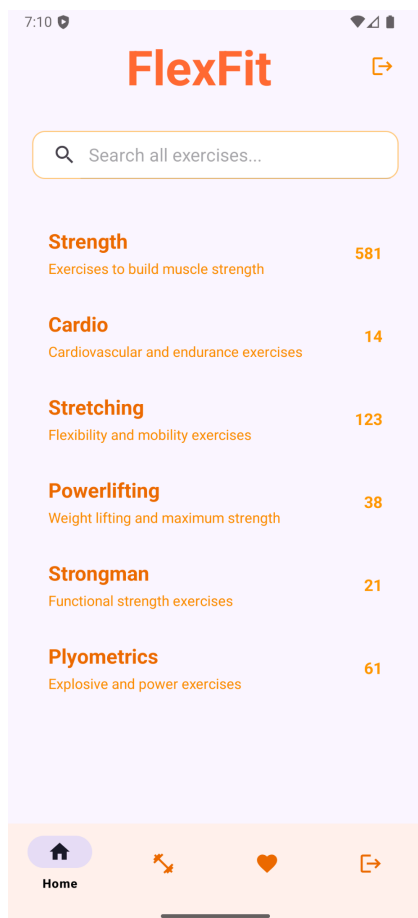 7:10
FlexFit
Search all exercises...
Strength
Exercises to build muscle strength
581
Cardio
Cardiovascular and endurance exercises
14
Stretching
Flexibility and mobility exercises
123
Powerlifting
Weight lifting and maximum strength
38
Strongman
Functional strength exercises
21
Plyometrics
Explosive and power exercises
61
Home